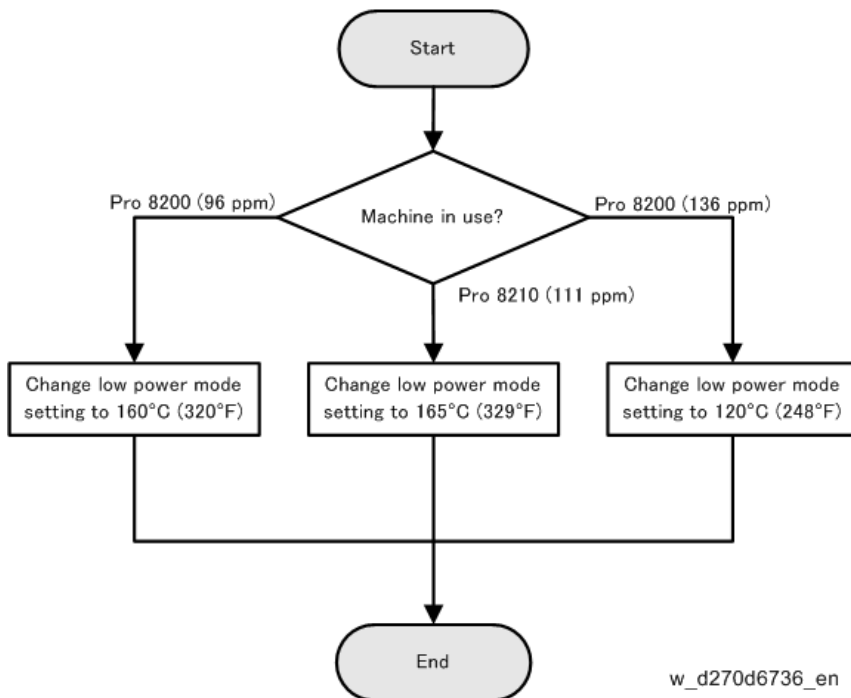 Start
Pro 8200 (96 ppm)
Machine in use?
Pro 8200 (136 ppm)
Pro 8210 (111 ppm)
Change low power mode
setting to 160°C (320°F)
Change low power mode
setting to 165°C (329°F)
Change low power mode
setting to 120°C (248°F)
End
w_d270d6736_en